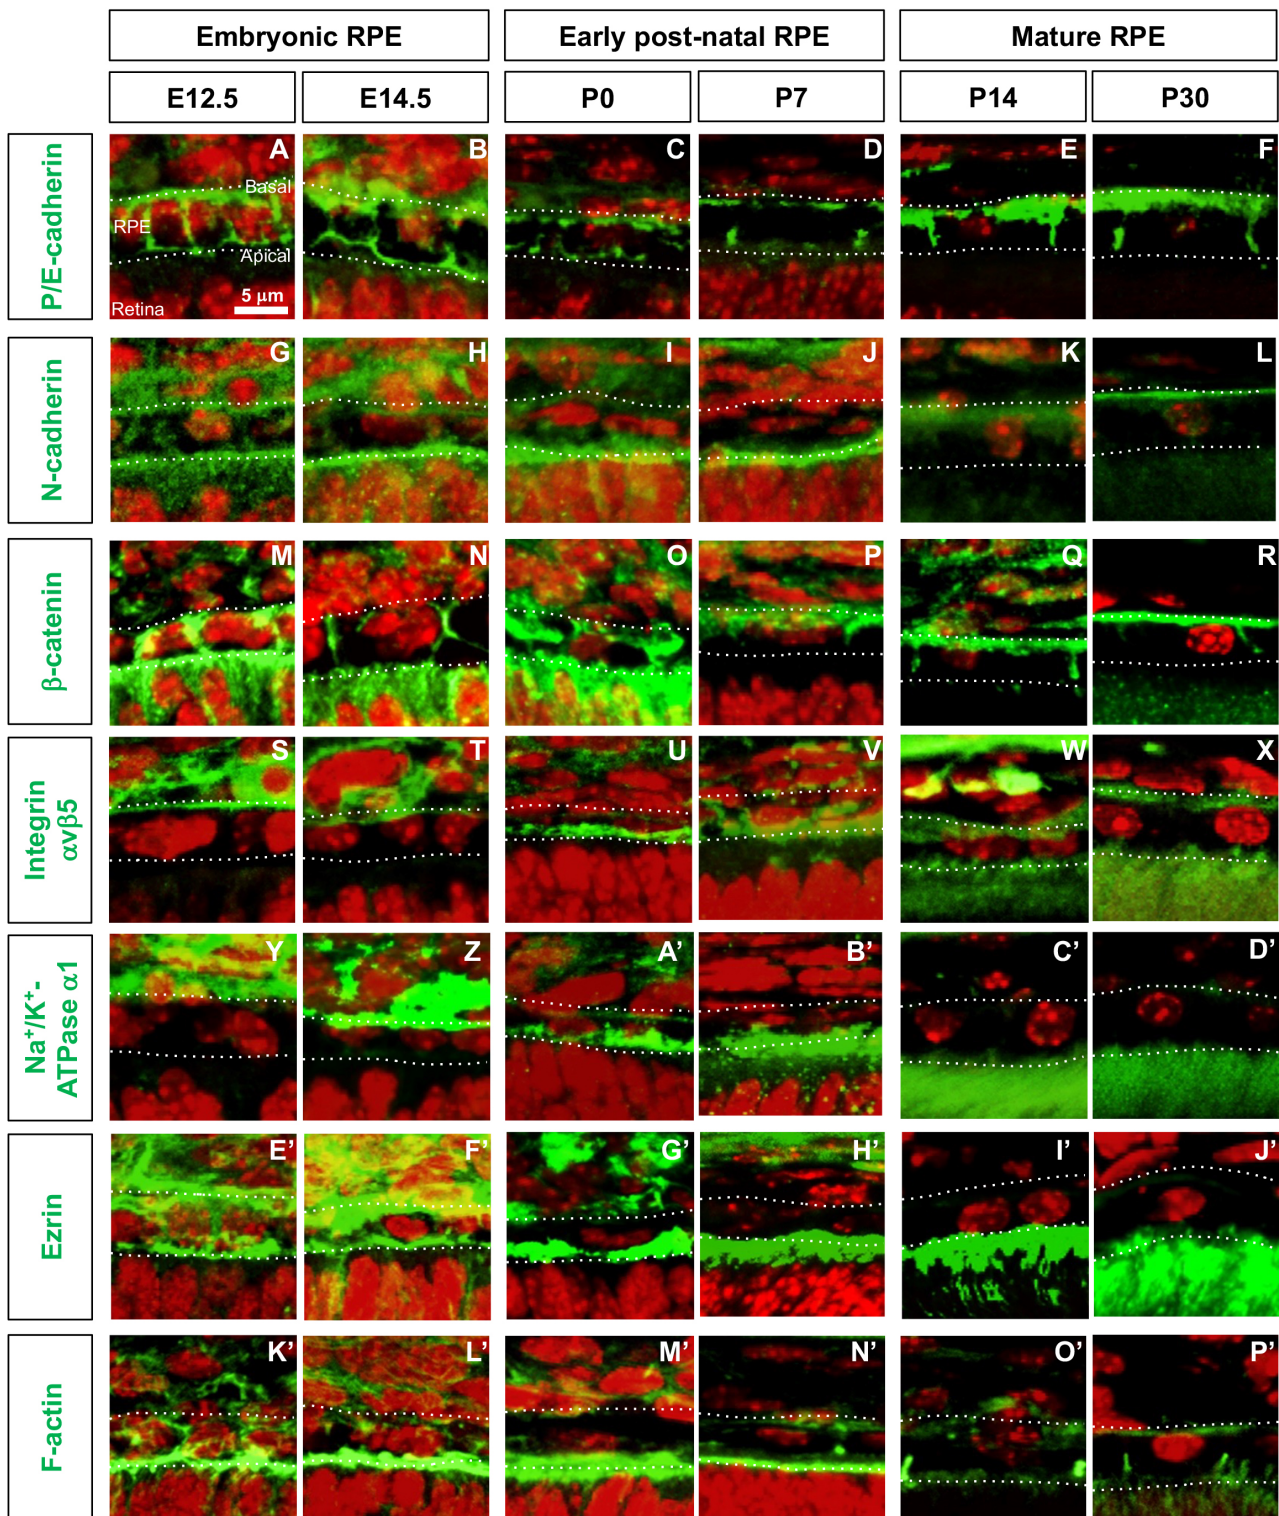 Embryonic RPE
Early post-natal RPE
Mature RPE
E12.5
E14.5
P0
P7
P14
P30
P/E-cadherin
A
Basal
RPE
Apical
Retina
5 µm
B
C
D
E
F
N-cadherin
G
H
I
J
K
L
β-catenin
M
N
O
P
Q
R
Integrin
αvβ5
S
T
U
V
W
X
Na⁺/K⁺-
ATPase α1
Y
Z
A’
B’
C’
D’
Ezrin
E’
F’
G’
H’
I’
J’
F-actin
K’
L’
M’
N’
O’
P’